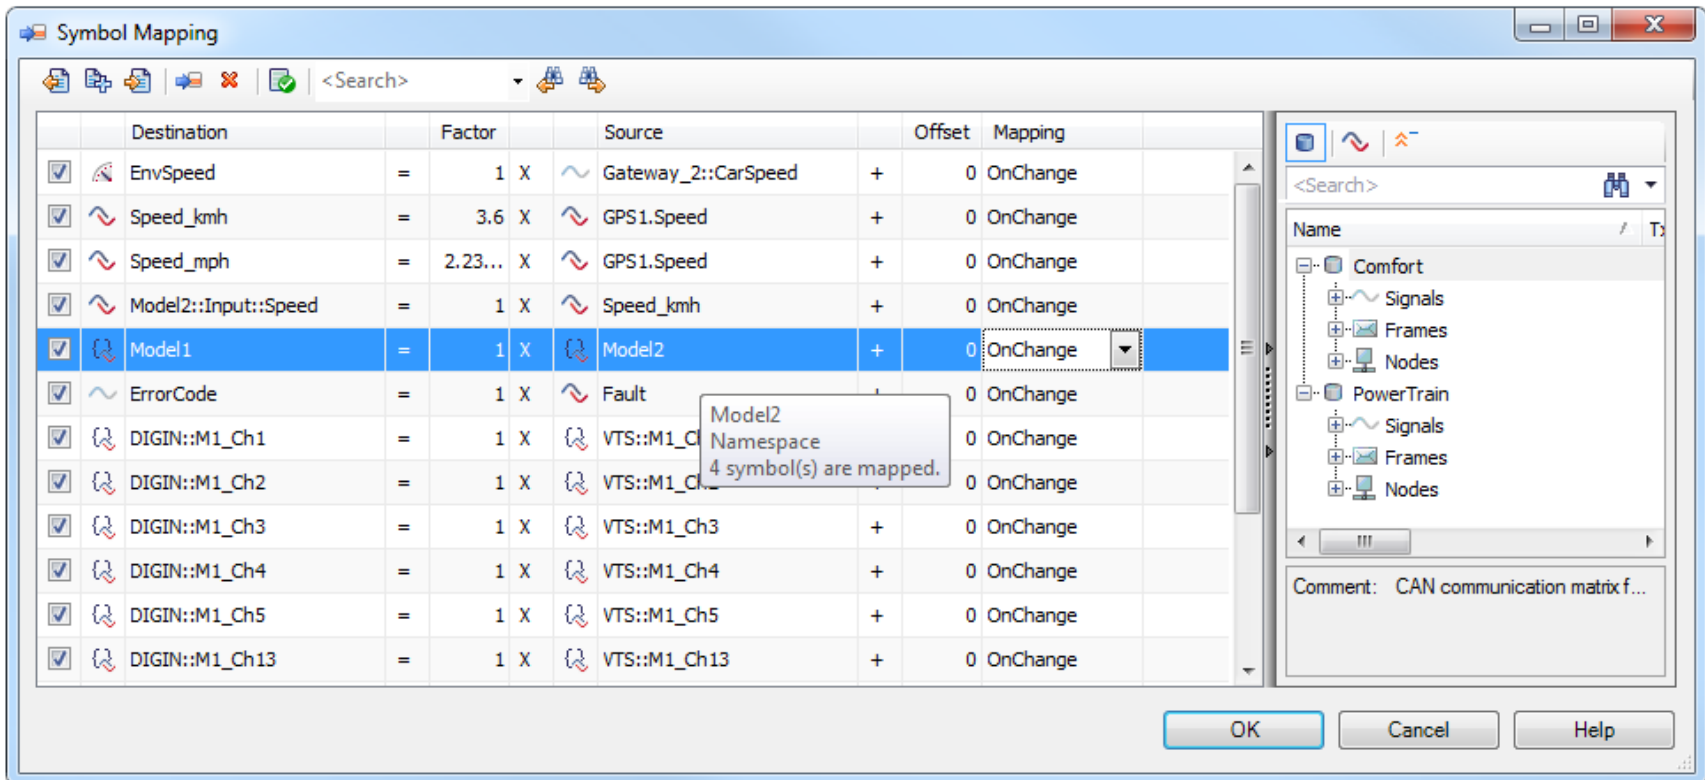 Symbol Mapping
<Search>
Destination Factor Source Offset Mapping
EnvSpeed = 1 X Gateway_2::CarSpeed + 0 OnChange
Speed_kmh = 3.6 X GPS1.Speed + 0 OnChange
Speed_mph = 2.23... X GPS1.Speed + 0 OnChange
Model2::Input::Speed = 1 X Speed_kmh + 0 OnChange
Model1 = 1 X Model2 + 0 OnChange
ErrorCode = 1 X Fault + 0 OnChange
DIGIN::M1_Ch1 = 1 X 0 OnChange
DIGIN::M1_Ch2 = 1 X 0 OnChange
DIGIN::M1_Ch3 = 1 X VTS::M1_Ch3 + 0 OnChange
DIGIN::M1_Ch4 = 1 X VTS::M1_Ch4 + 0 OnChange
DIGIN::M1_Ch5 = 1 X VTS::M1_Ch5 + 0 OnChange
DIGIN::M1_Ch13 = 1 X VTS::M1_Ch13 + 0 OnChange
Model2
Namespace
4 symbol(s) are mapped.
<Search>
Name
Comfort
Signals
Frames
Nodes
PowerTrain
Signals
Frames
Nodes
Comment: CAN communication matrix f...
OK Cancel Help